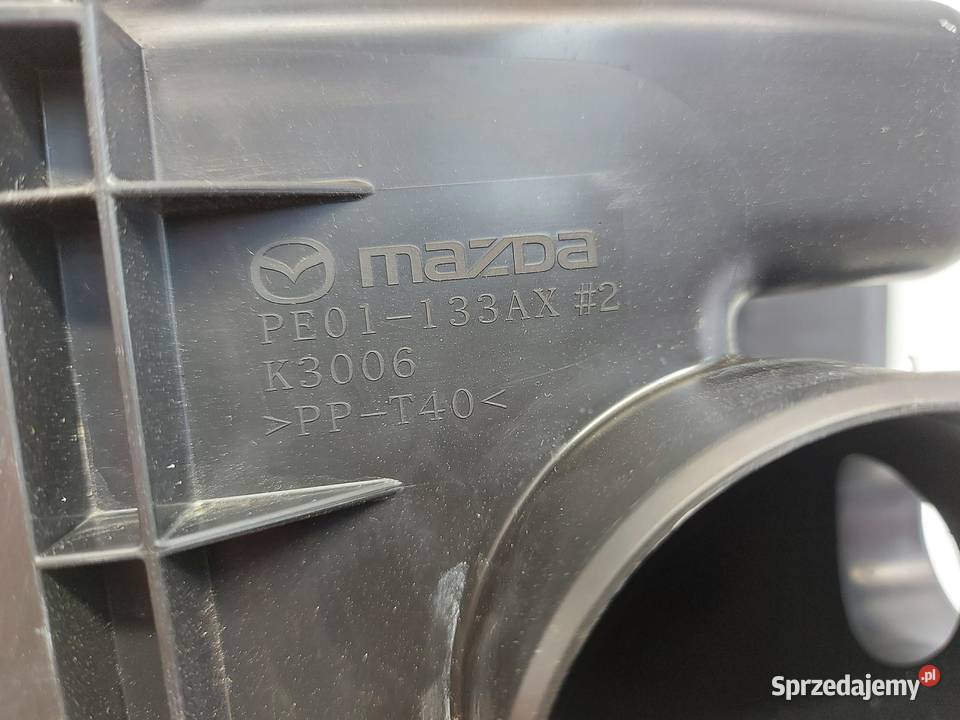 mazda
PE01-133AX #2
K3006
>PP-T40<
Sprzedajemy.pl